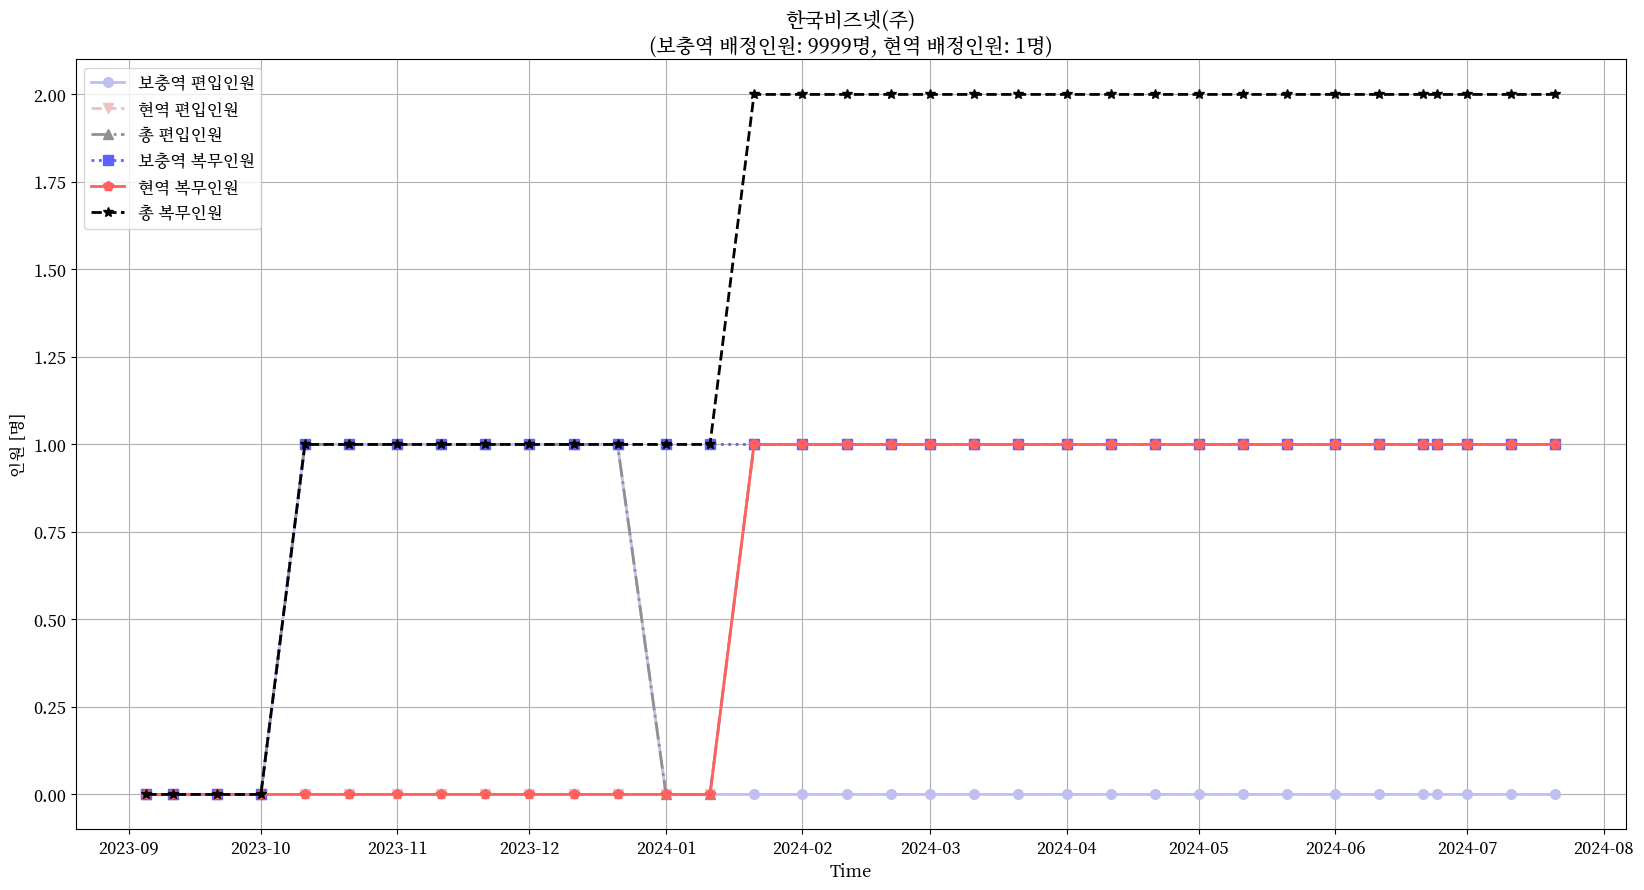 한국비즈넷(주)
(보충역 배정인원: 9999명, 현역 배정인원: 1명)
보충역 편입인원
현역 편입인원
총 편입인원
보충역 복무인원
현역 복무인원
총 복무인원
2.00
1.75
1.50
1.25
1.00
0.75
0.50
0.25
0.00
인원 [명]
2023-09 2023-10 2023-11 2023-12 2024-01 2024-02 2024-03 2024-04 2024-05 2024-06 2024-07 2024-08
Time